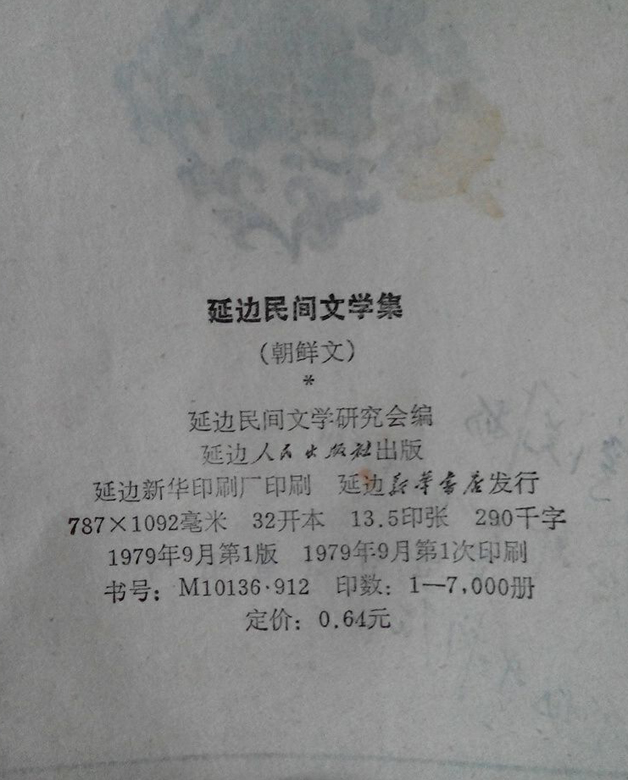 延边民间文学集
(朝鲜文)
*
延边民间文学研究会编
延边人民出版社出版
延边新华印刷厂印刷 延边新华书店发行
787×1092毫米 32开本 13.5印张 290千字
1979年9月第1版 1979年9月第1次印刷
书号：M10136·912 印数：1—7,000册
定价：0.64元